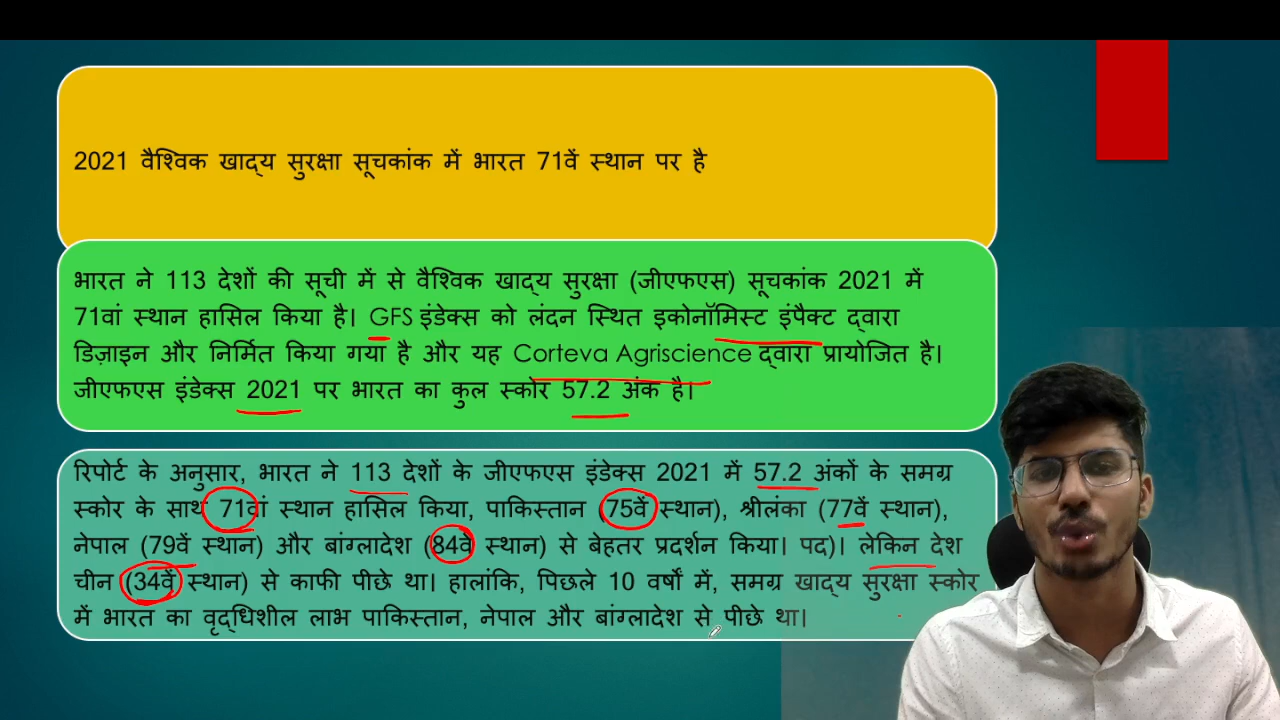 2021 वैश्विक खाद्य सुरक्षा सूचकांक में भारत 71वें स्थान पर है
भारत ने 113 देशों की सूची में से वैश्विक खाद्य सुरक्षा (जीएफएस) सूचकांक 2021 में
71वां स्थान हासिल किया है। GFS इंडेक्स को लंदन स्थित इकोनॉमिस्ट इंपैक्ट द्वारा
डिज़ाइन और निर्मित किया गया है और यह Corteva Agriscience द्वारा प्रायोजित है।
जीएफएस इंडेक्स 2021 पर भारत का कुल स्कोर 57.2 अंक है।
रिपोर्ट के अनुसार, भारत ने 113 देशों के जीएफएस इंडेक्स 2021 में 57.2 अंकों के समग्र
स्कोर के साथ 71वां स्थान हासिल किया, पाकिस्तान (75वें स्थान), श्रीलंका (77वें स्थान),
नेपाल (79वें स्थान) और बांग्लादेश (84वें स्थान) से बेहतर प्रदर्शन किया। पद)। लेकिन देश
चीन (34वें स्थान) से काफी पीछे था। हालांकि, पिछले 10 वर्षों में, समग्र खाद्य सुरक्षा स्कोर
में भारत का वृद्धिशील लाभ पाकिस्तान, नेपाल और बांग्लादेश से पीछे था।